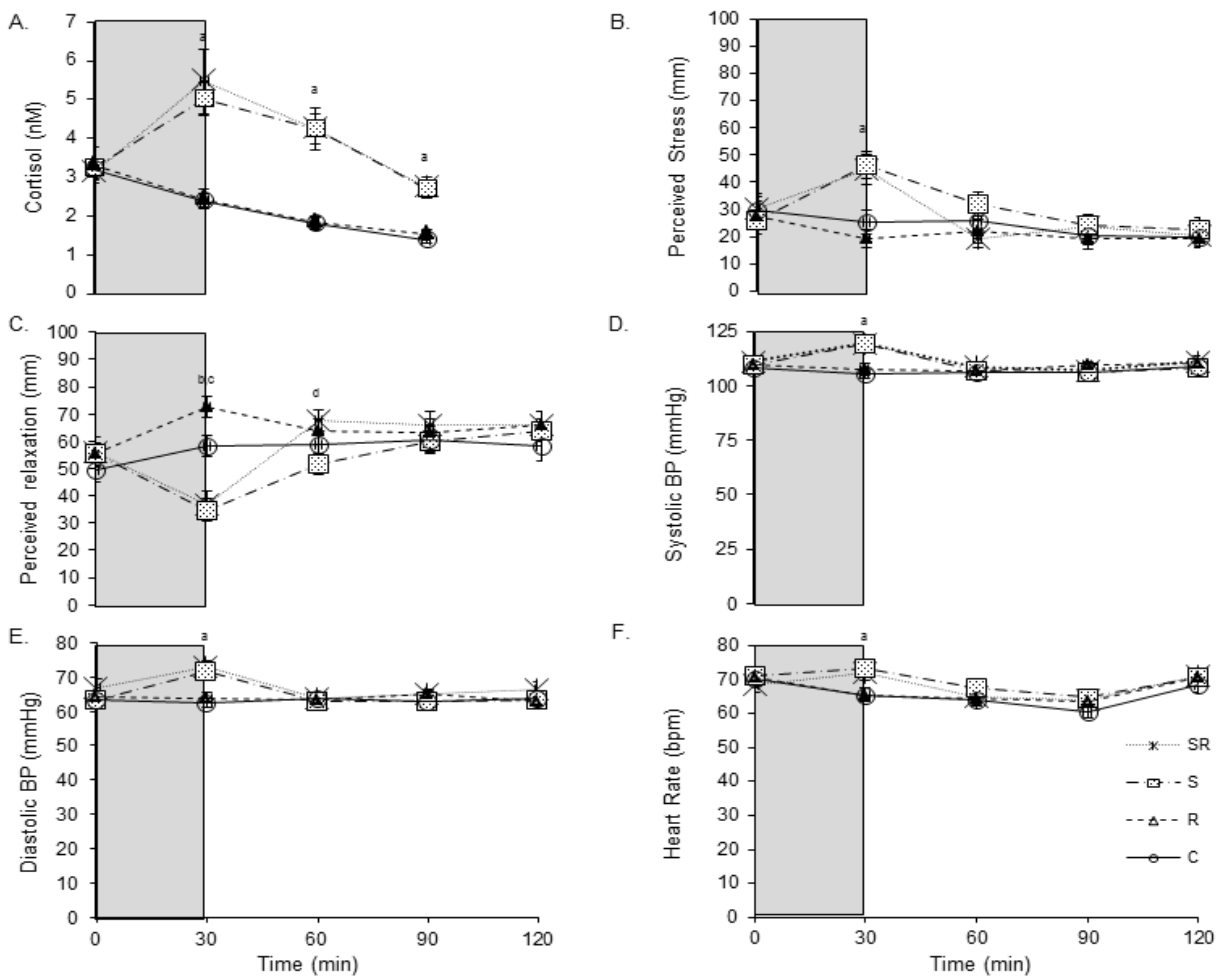 A.
7
6
5
4
3
2
1
0
Cortisol (nM)
a
a
a
B.
100
90
80
70
60
50
40
30
20
10
0
Perceived Stress (mm)
a
C.
100
90
80
70
60
50
40
30
20
10
0
Perceived relaxation (mm)
b,c
d
D.
125
100
75
50
25
0
Systolic BP (mmHg)
a
E.
80
70
60
50
40
30
20
10
0
Diastolic BP (mmHg)
a
0 30 60 90 120
Time (min)
F.
80
70
60
50
40
30
20
10
0
Heart Rate (bpm)
a
SR
S
R
C
0 30 60 90 120
Time (min)